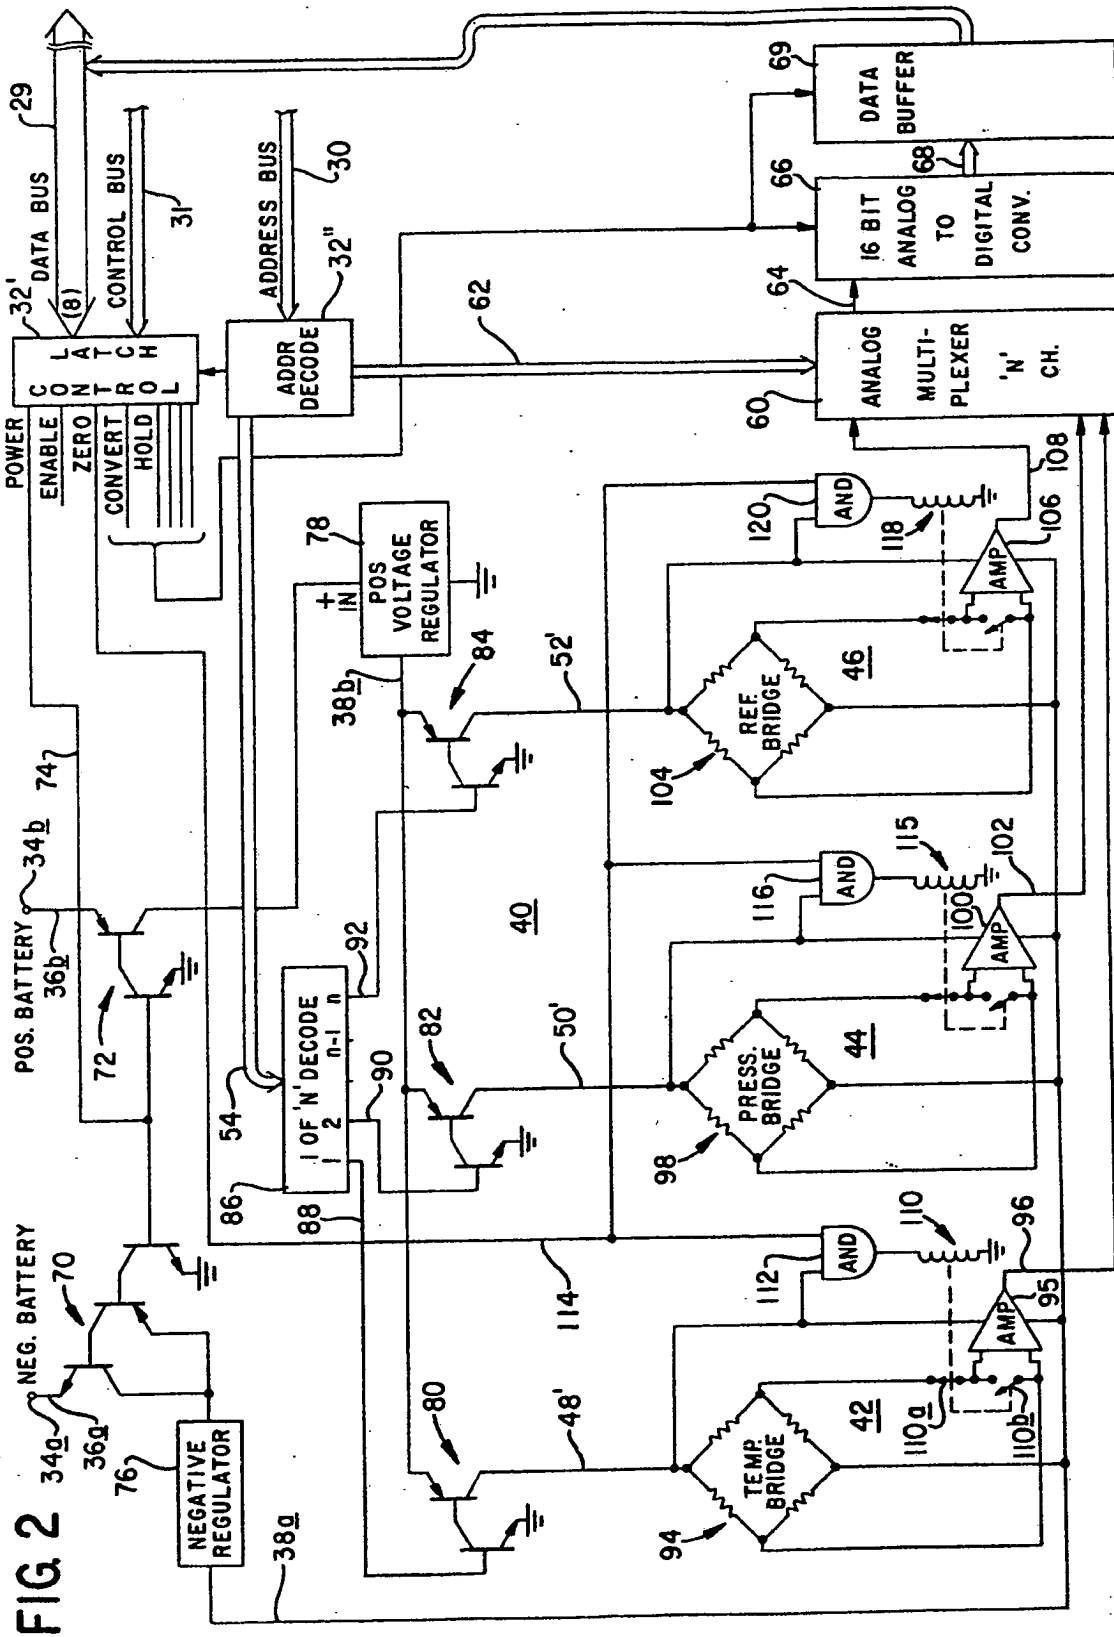 FIG. 2
34a
NEG. BATTERY
36a
70
76
NEGATIVE
REGULATOR
38a
POS. BATTERY
34b
36b
72
74
POWER
ENABLE
ZERO
CONVERT
HOLD
CONTROL
LATCH
32'
DATA BUS
(8)
29
CONTROL BUS
31
ADDRESS BUS
30
32"
ADDR
DECODE
62
54
86
1 OF 'N' DECODE
1
2
n-1
n
88
90
92
40
+
IN
78
POS
VOLTAGE
REGULATOR
38b
80
82
84
48'
50'
52'
114
94
TEMP
BRIDGE
42
110a
110b
112
AND
110
AMP
95
96
98
PRESS.
BRIDGE
44
116
AND
115
AMP
100
102
104
REF.
BRIDGE
46
120
AND
118
AMP
106
108
60
ANALOG
MULTI-
PLEXER
'N'
CH.
64
66
16 BIT
ANALOG
TO
DIGITAL
CONV.
68
69
DATA
BUFFER